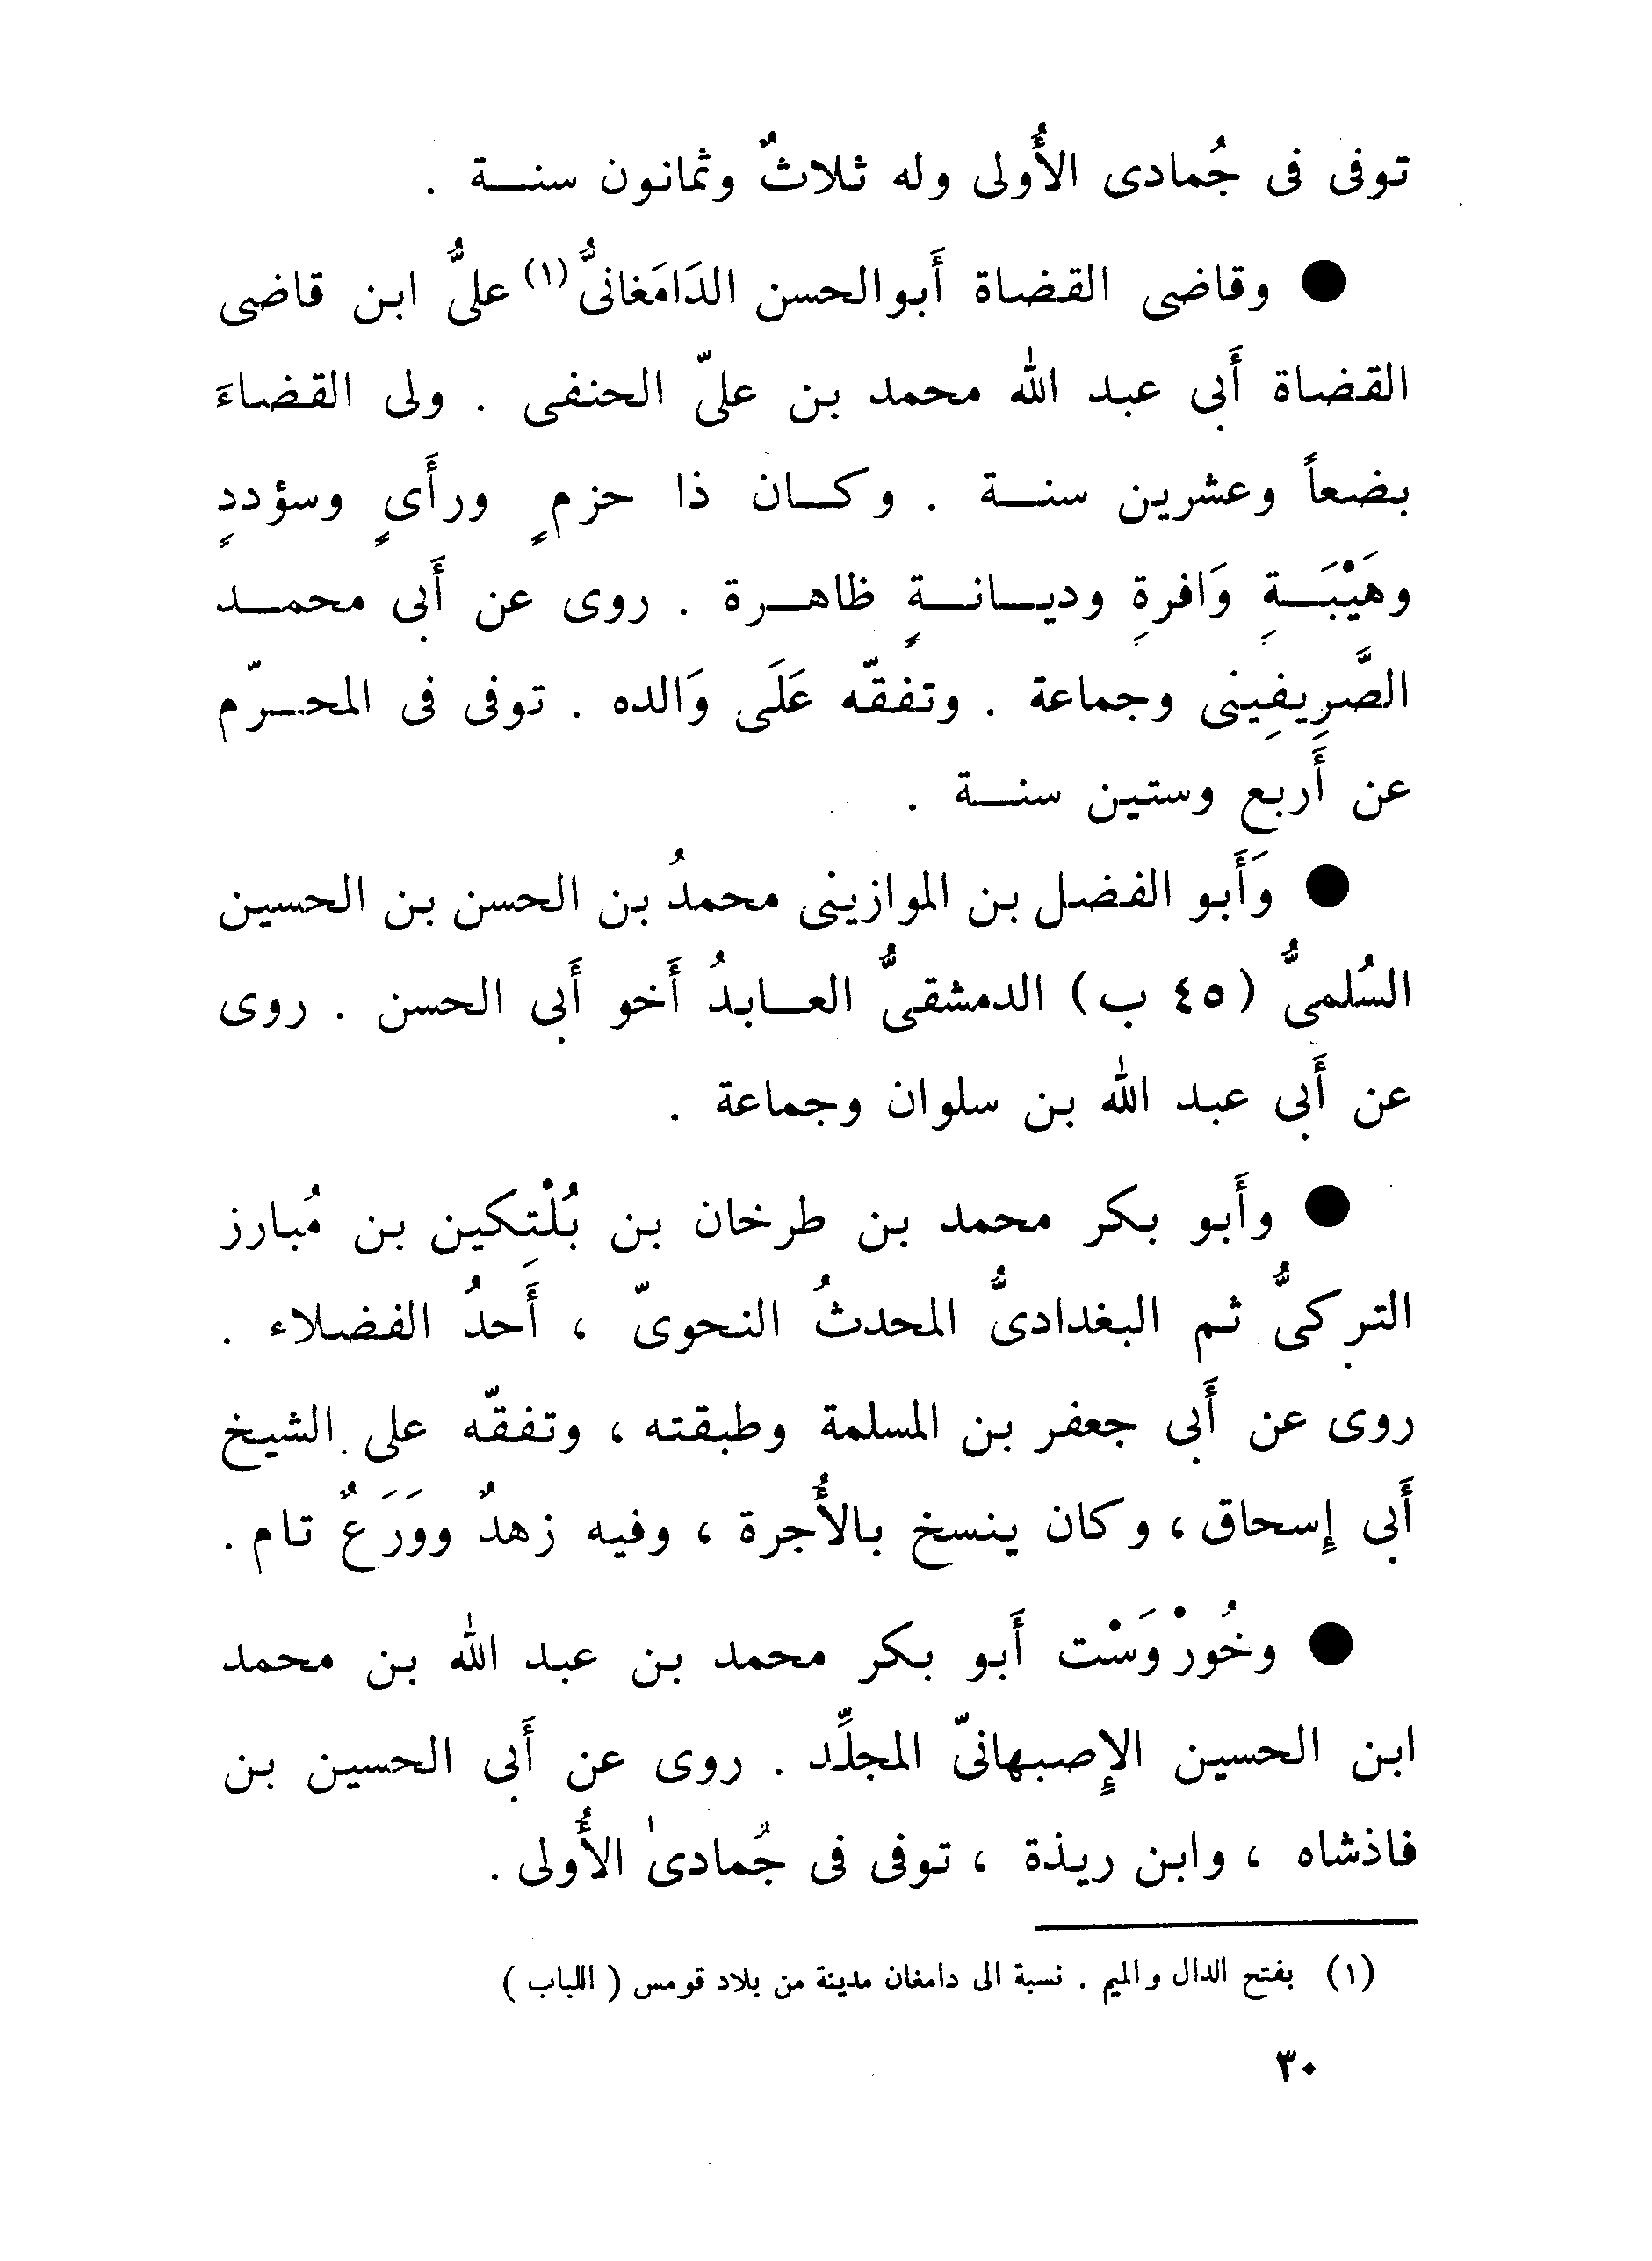 توفى فى جُمادى الأُولى وله ثلاثٌ وثمانون سنة .
● وقاضى القضاة أَبوالحسن الدَامَغانىُّ(١) علىُّ ابن قاضى
القضاة أَبى عبد الله محمد بن علىّ الحنفى . ولى القضاءَ
بضعاً وعشرين سنة . وكان ذا حزمٍ ورأَىٍ وسؤددٍ
وهَيْبَةِ وَافرةِ وديانةٍ ظاهرة . روى عن أَبى محمد
الصَّرِيفِينى وجماعة . وتفقّه عَلَى وَالده . توفى فى المحرّم
عن أَربع وستين سنة .
● وَأَبو الفضل بن الموازينى محمدُ بن الحسن بن الحسين
السُلمىُّ (٤٥ ب) الدمشقىُّ العابدُ أَخو أَبى الحسن . روى
عن أَبى عبد الله بن سلوان وجماعة .
● وأَبو بكر محمد بن طرخان بن بُلْتِكين بن مُبارز
التركىُّ ثم البغدادىُّ المحدثُ النحوىّ ، أَحدُ الفضلاء .
روى عن أَبى جعفر بن المسلمة وطبقته ، وتفقّه على الشيخ
أَبى إِسحاق ، وكان ينسخ بالأُجرة ، وفيه زهدٌ ووَرَعٌ تام .
● وخُورْوَسْت أَبو بكر محمد بن عبد الله بن محمد
ابن الحسين الإِصبهانىّ المجلِّد . روى عن أَبى الحسين بن
فاذشاه ، وابن ريذة ، توفى فى جُمادىٰ الأُولى .
(١) بفتح الدال والميم . نسبة الى دامغان مدينة من بلاد قومس ( اللباب )
٣٠